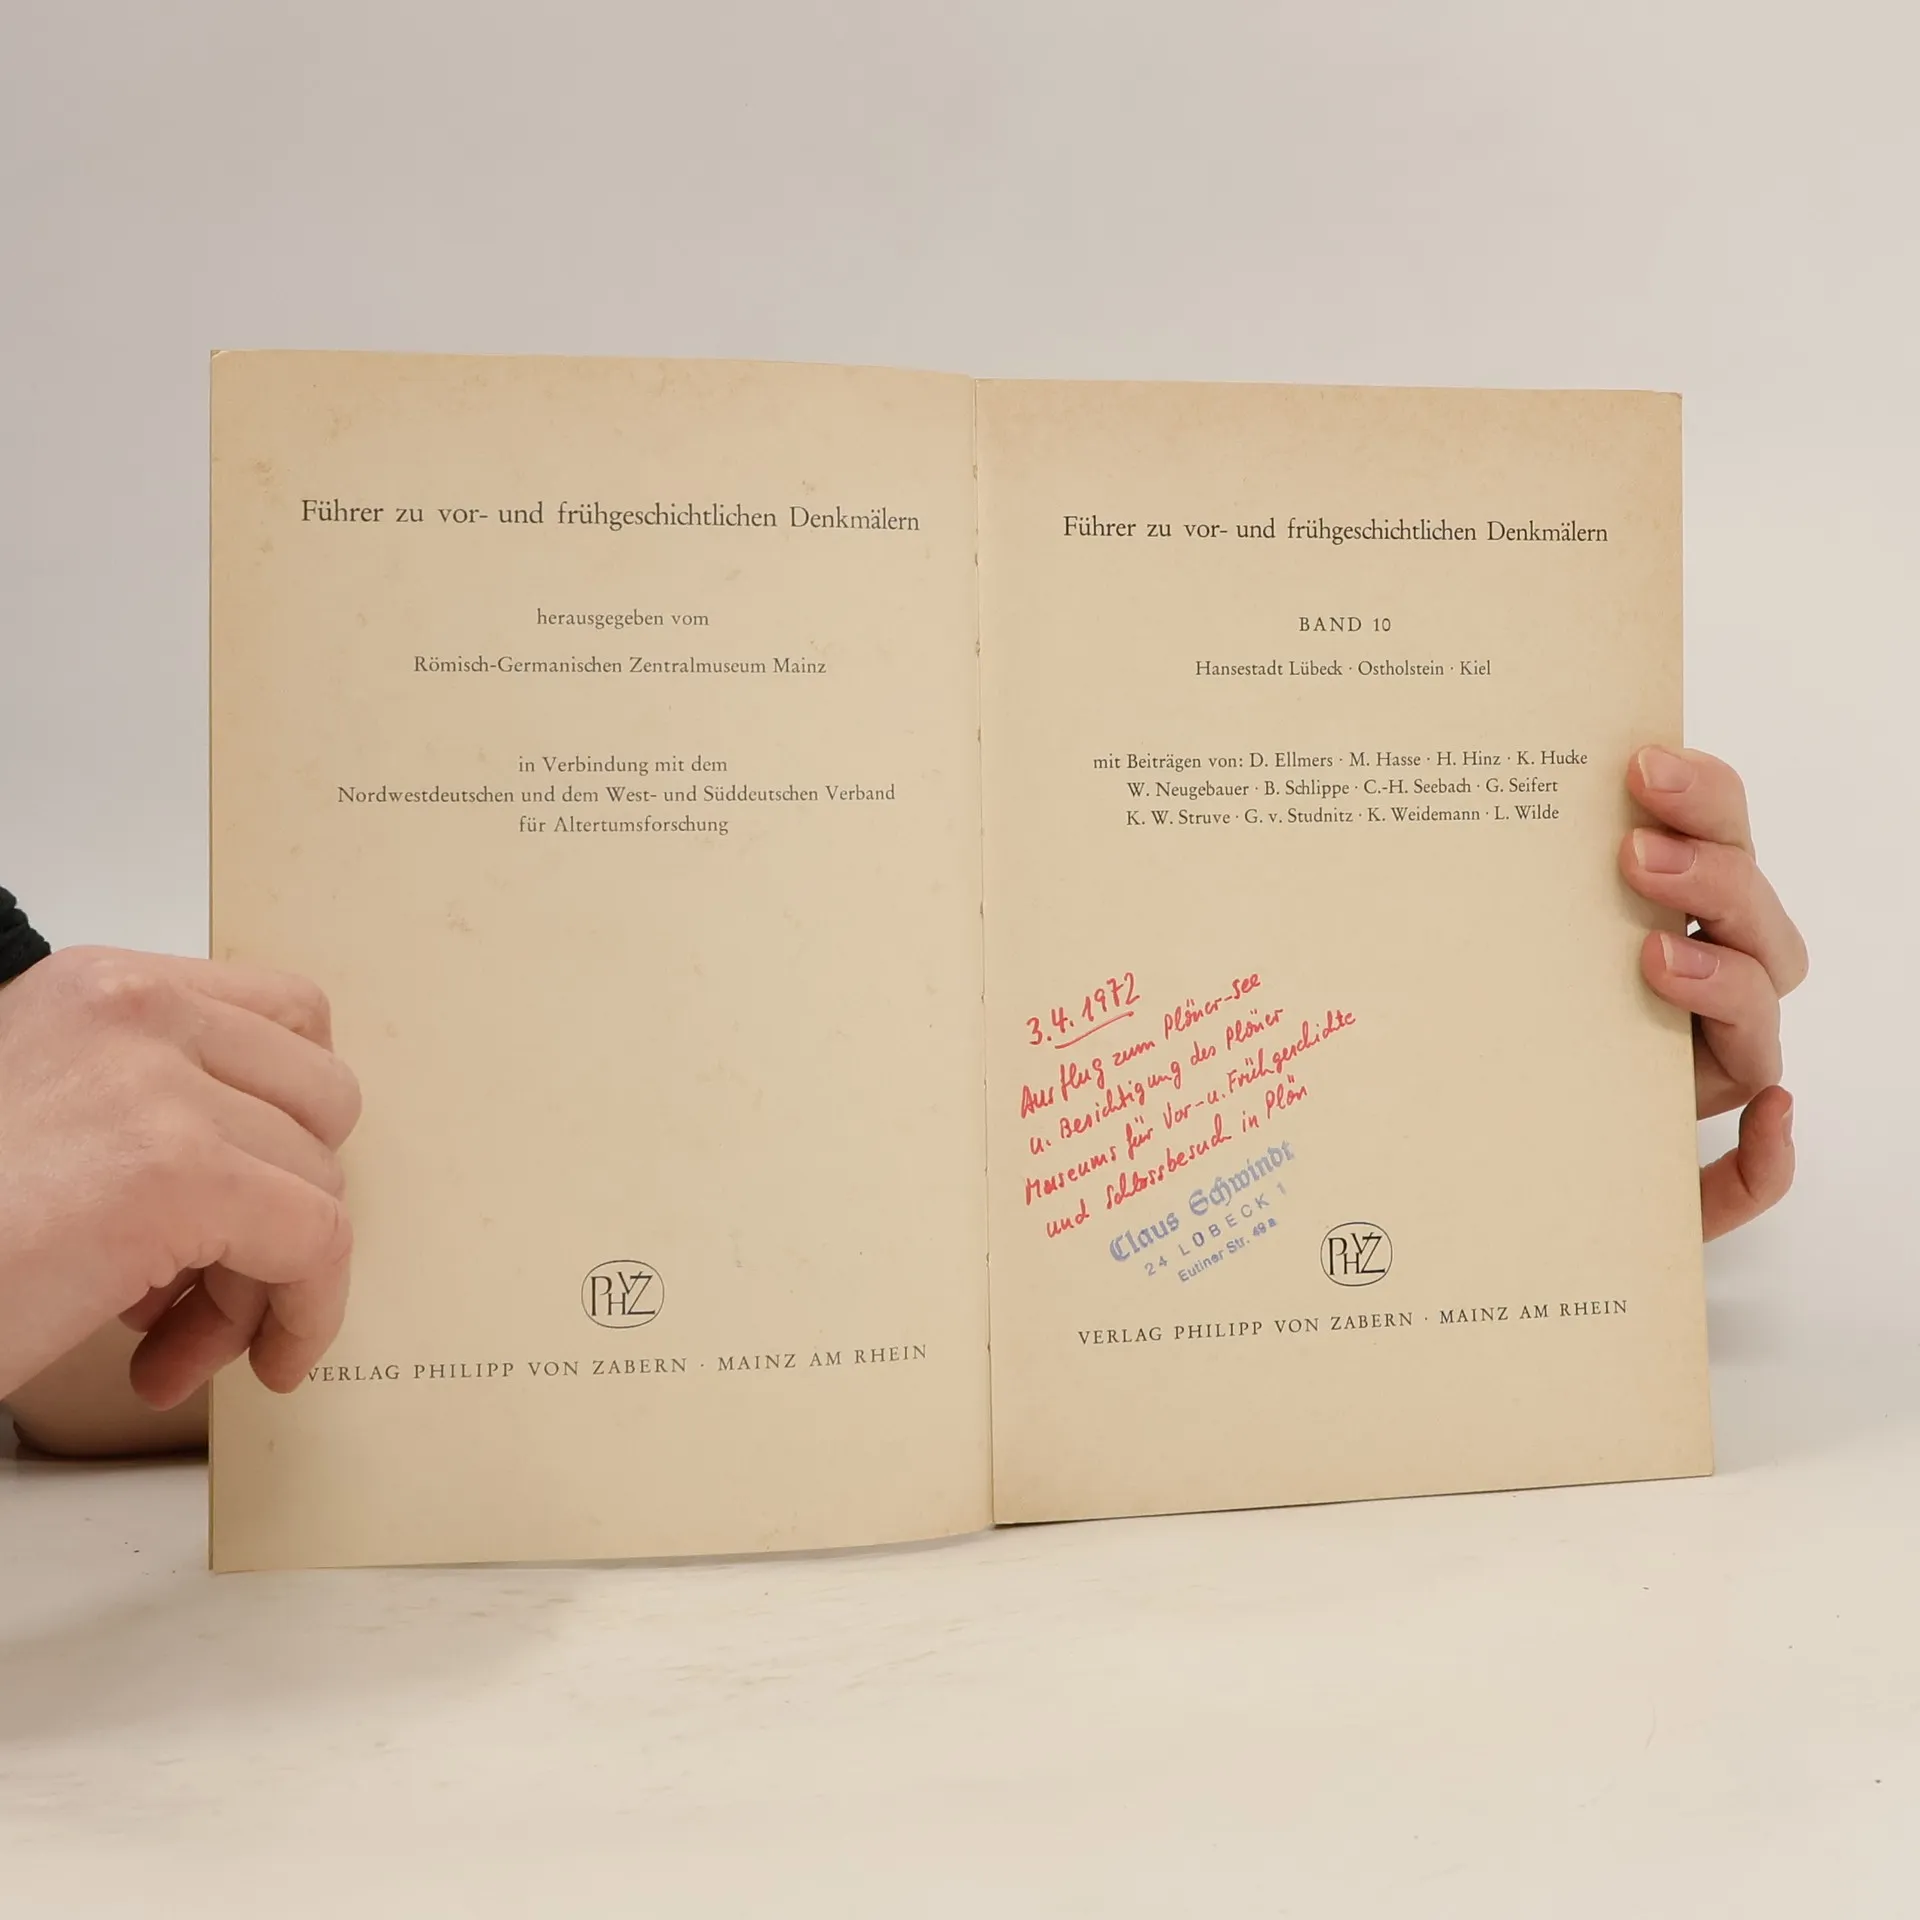 Führer zu vor- und frühgeschichtlichen Denkmälern
herausgegeben vom
Römisch-Germanischen Zentralmuseum Mainz
in Verbindung mit dem
Nordwestdeutschen und dem West- und Süddeutschen Verband
für Altertumsforschung
PHVZ
VERLAG PHILIPP VON ZABERN · MAINZ AM RHEIN
Führer zu vor- und frühgeschichtlichen Denkmälern
BAND 10
Hansestadt Lübeck · Ostholstein · Kiel
mit Beiträgen von: D. Ellmers · M. Hasse · H. Hinz · K. Hucke
W. Neugebauer · B. Schlippe · C.-H. Seebach · G. Seifert
K. W. Struve · G. v. Studnitz · K. Weidemann · L. Wilde
3.4.1972
Ausflug zum Plöner-See
u. Besichtigung des Plöner
Museums für Vor- u. Frühgeschichte
und Schlossbesuch in Plön
Claus Schwindt
24 LÜBECK 1
Eutiner Str. 49a
PHVZ
VERLAG PHILIPP VON ZABERN · MAINZ AM RHEIN